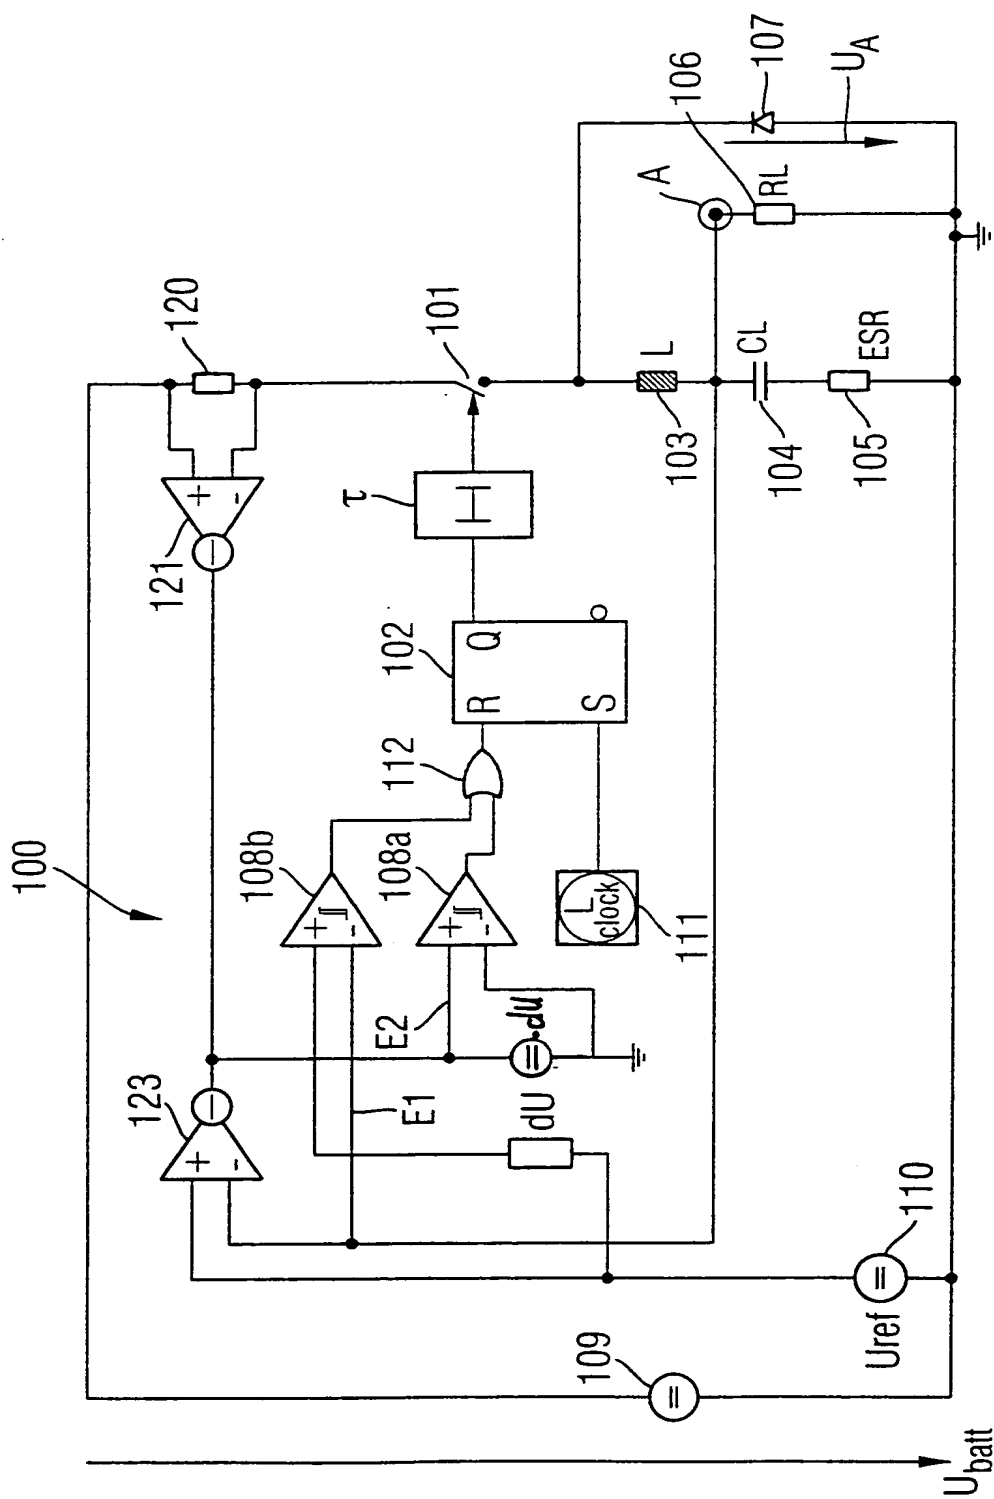 100
120
101
121
τ
102
R
Q
S
112
108b
+
-
108a
+
-
L
clock
111
123
+
-
+
-
E2
E1
dU
dU
109
=
Uref
=
110
=
Ubatt
L
103
CL
104
ESR
105
A
106
RL
107
UA